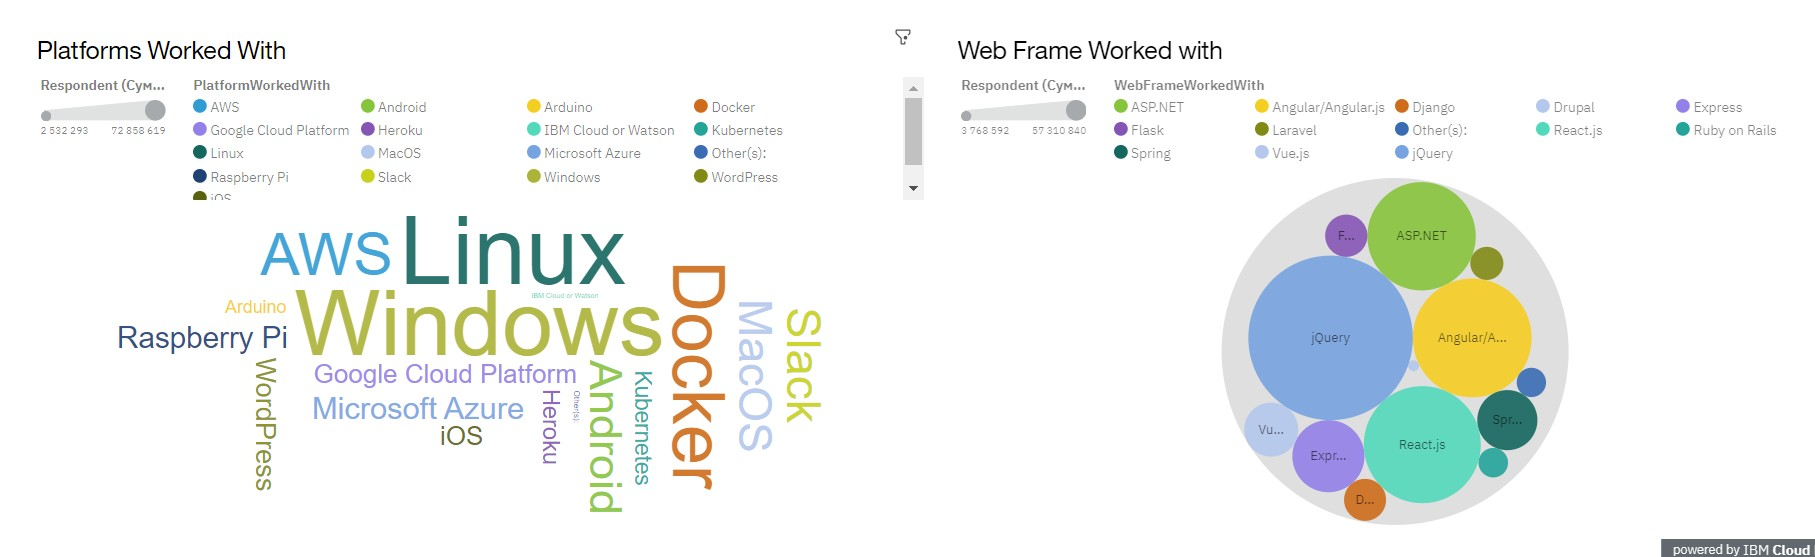 Platforms Worked With
Respondent (Сум...
2 532 293 72 858 619
PlatformWorkedWith
AWS Android Arduino Docker
Google Cloud Platform Heroku IBM Cloud or Watson Kubernetes
Linux MacOS Microsoft Azure Other(s):
Raspberry Pi Slack Windows WordPress
iOS
AWS
Linux
Arduino
IBM Cloud or Watson
Windows
Raspberry Pi
Docker
MacOS
Slack
WordPress
Google Cloud Platform
Microsoft Azure
iOS
Heroku
Other(s):
Android
Kubernetes
Web Frame Worked with
Respondent (Сум...
3 768 592 57 310 840
WebFrameWorkedWith
ASP.NET Angular/Angular.js Django Drupal Express
Flask Laravel Other(s): React.js Ruby on Rails
Spring Vue.js jQuery
F...
ASP.NET
jQuery
Angular/A...
Vu...
Expr...
React.js
Spr...
D...
powered by IBM Cloud